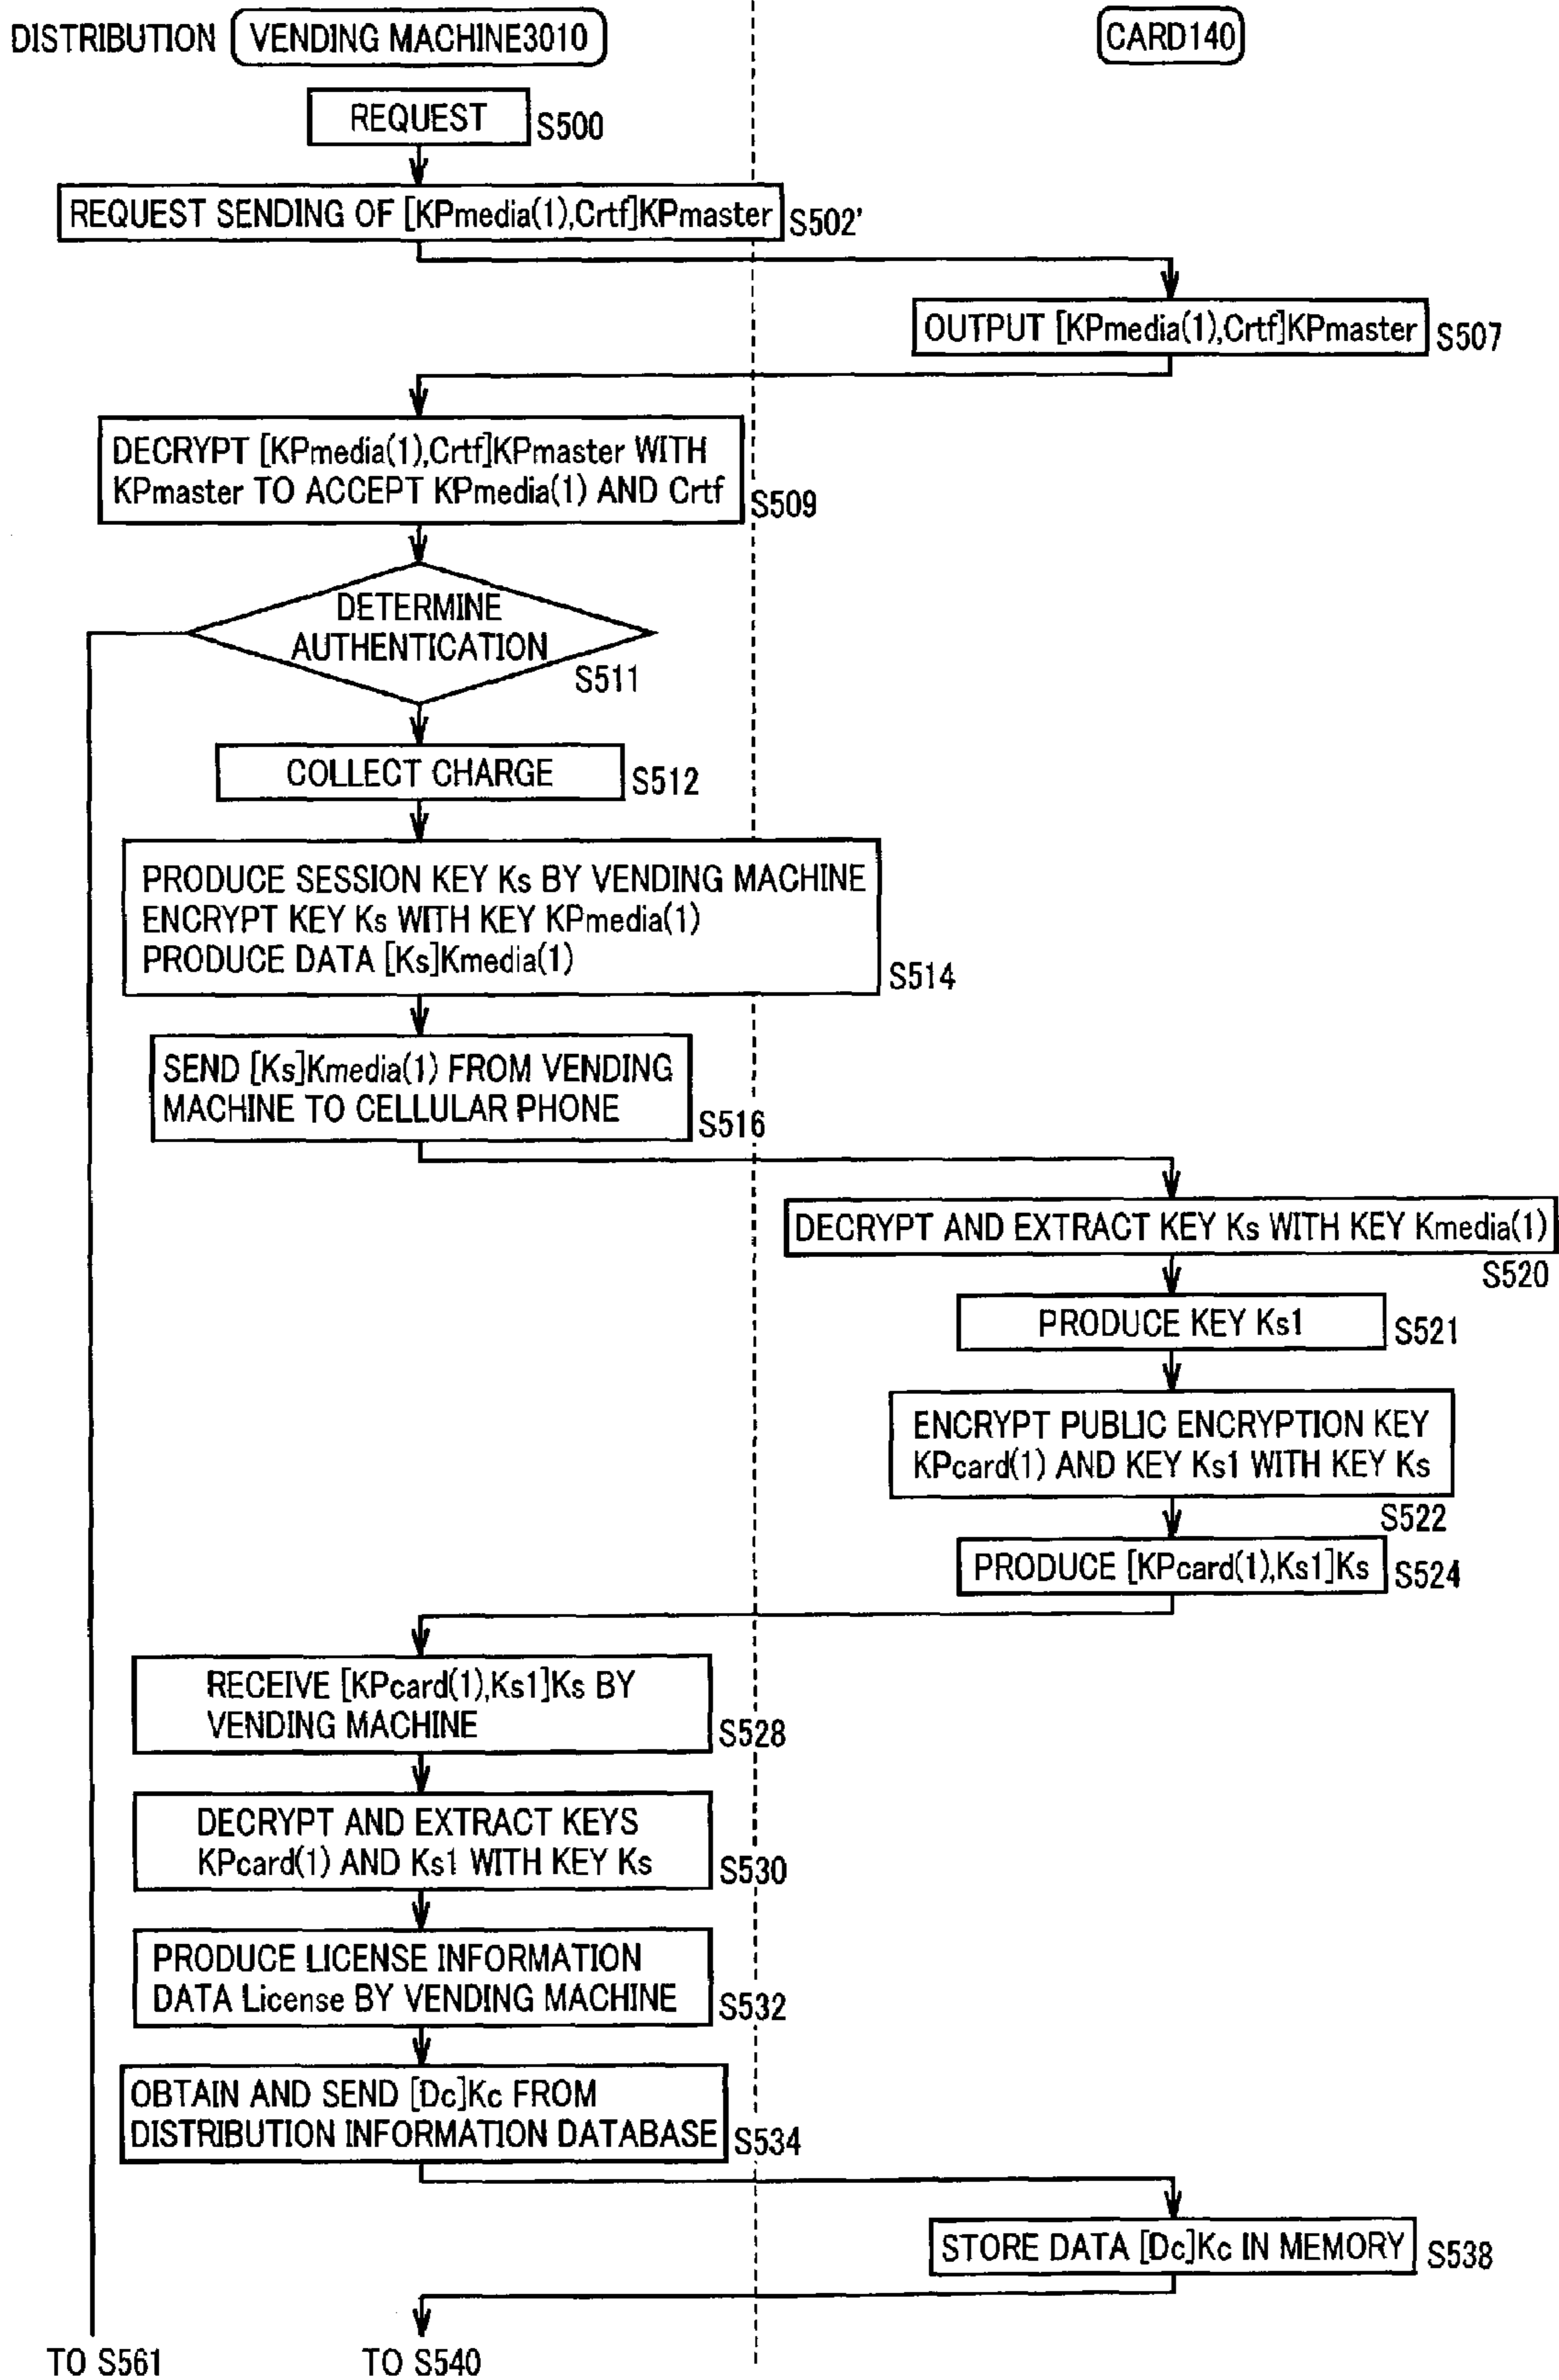 DISTRIBUTION VENDING MACHINE3010 CARD140
REQUEST S500
REQUEST SENDING OF [KPmedia(1),Crtf]KPmaster S502'
OUTPUT [KPmedia(1),Crtf]KPmaster S507
DECRYPT [KPmedia(1),Crtf]KPmaster WITH
KPmaster TO ACCEPT KPmedia(1) AND Crtf S509
DETERMINE
AUTHENTICATION
S511
COLLECT CHARGE S512
PRODUCE SESSION KEY Ks BY VENDING MACHINE
ENCRYPT KEY Ks WITH KEY KPmedia(1)
PRODUCE DATA [Ks]Kmedia(1) S514
SEND [Ks]Kmedia(1) FROM VENDING
MACHINE TO CELLULAR PHONE S516
DECRYPT AND EXTRACT KEY Ks WITH KEY Kmedia(1)
S520
PRODUCE KEY Ks1 S521
ENCRYPT PUBLIC ENCRYPTION KEY
KPcard(1) AND KEY Ks1 WITH KEY Ks
S522
PRODUCE [KPcard(1),Ks1]Ks S524
RECEIVE [KPcard(1),Ks1]Ks BY
VENDING MACHINE S528
DECRYPT AND EXTRACT KEYS
KPcard(1) AND Ks1 WITH KEY Ks S530
PRODUCE LICENSE INFORMATION
DATA License BY VENDING MACHINE S532
OBTAIN AND SEND [Dc]Kc FROM
DISTRIBUTION INFORMATION DATABASE S534
STORE DATA [Dc]Kc IN MEMORY S538
TO S561 TO S540